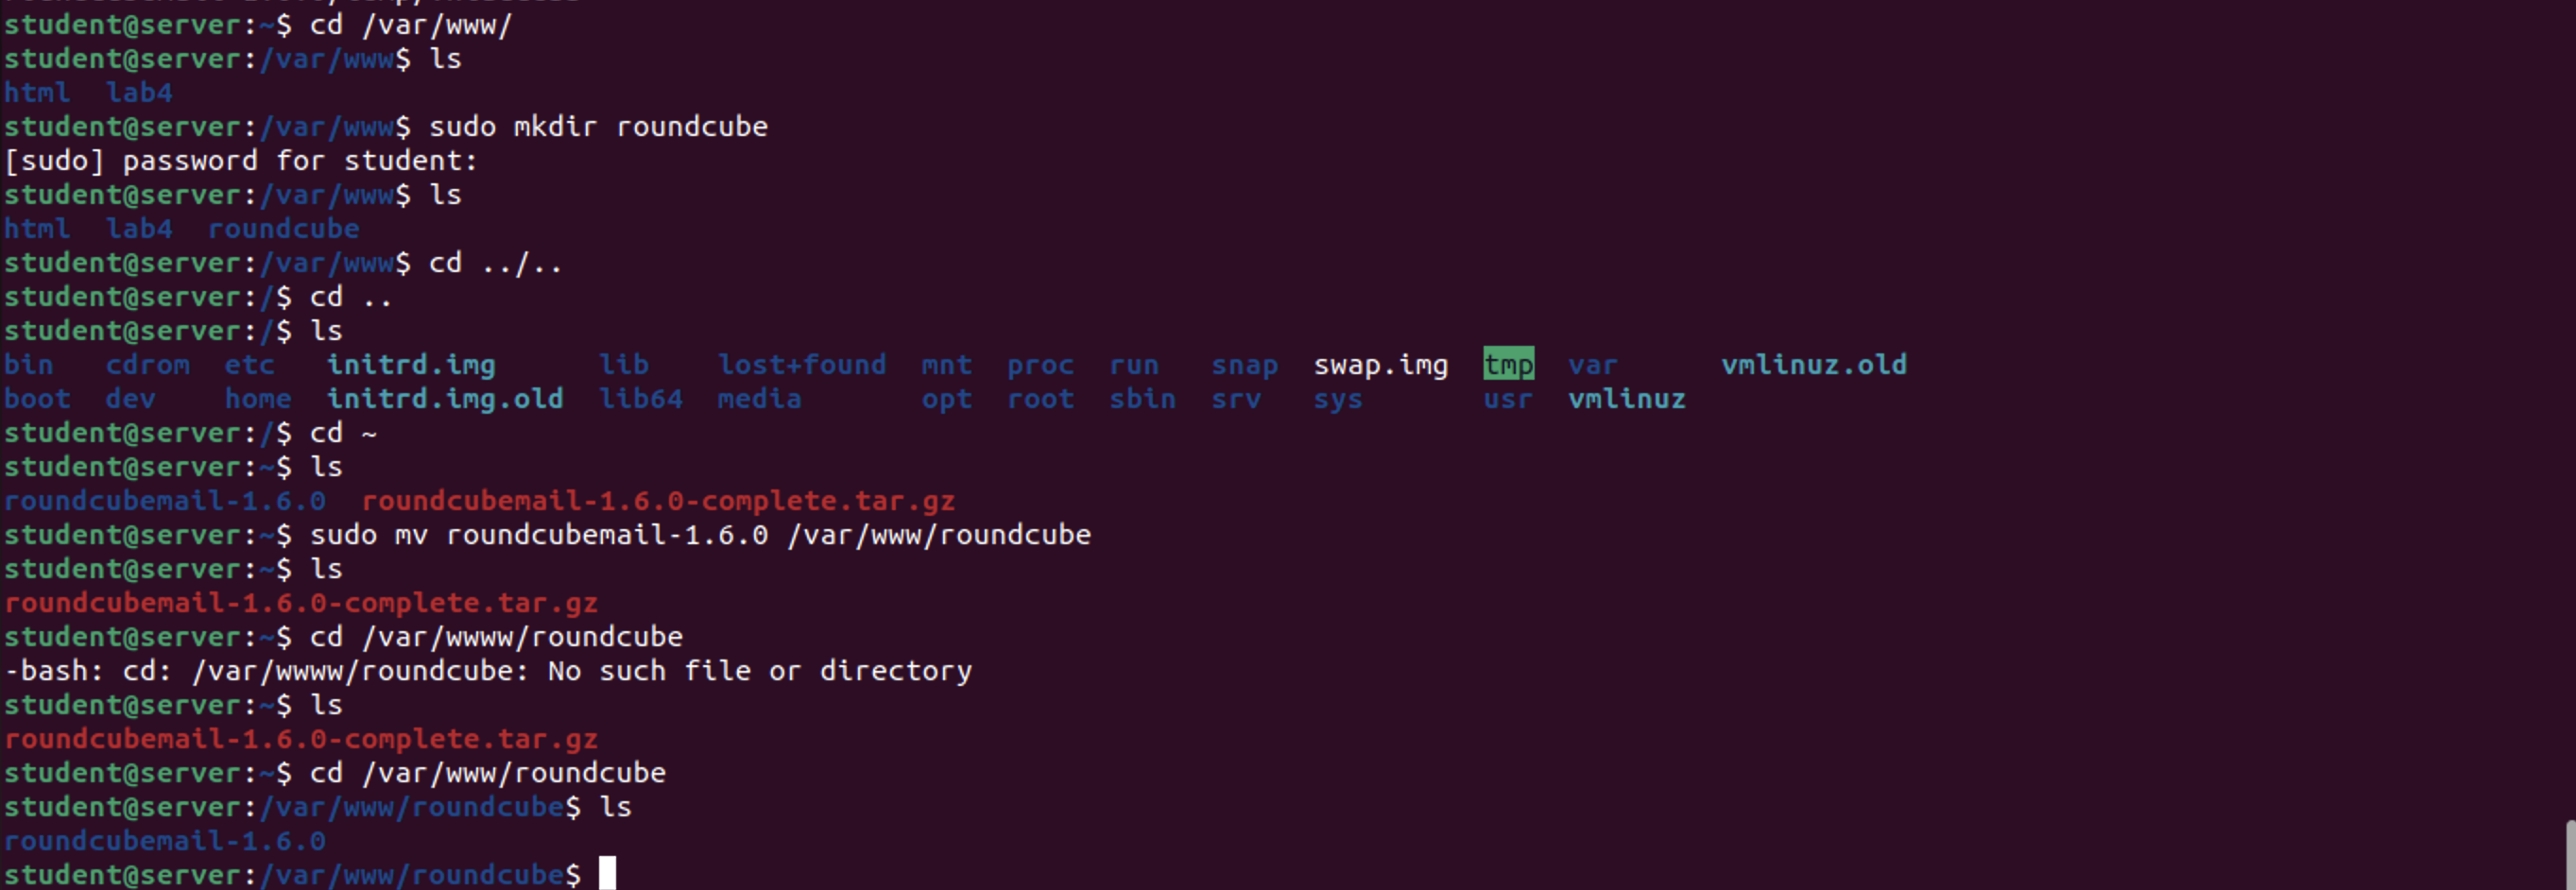 student@server:~$ cd /var/www/
student@server:/var/www$ ls
html  lab4
student@server:/var/www$ sudo mkdir roundcube
[sudo] password for student:
student@server:/var/www$ ls
html  lab4  roundcube
student@server:/var/www$ cd ../..
student@server:/$ cd ..
student@server:/$ ls
bin   cdrom  etc   initrd.img      lib    lost+found  mnt  proc  run   snap  swap.img  tmp  var      vmlinuz.old
boot  dev    home  initrd.img.old  lib64  media       opt  root  sbin  srv   sys       usr  vmlinuz
student@server:/$ cd ~
student@server:~$ ls
roundcubemail-1.6.0  roundcubemail-1.6.0-complete.tar.gz
student@server:~$ sudo mv roundcubemail-1.6.0 /var/www/roundcube
student@server:~$ ls
roundcubemail-1.6.0-complete.tar.gz
student@server:~$ cd /var/wwww/roundcube
-bash: cd: /var/wwww/roundcube: No such file or directory
student@server:~$ ls
roundcubemail-1.6.0-complete.tar.gz
student@server:~$ cd /var/www/roundcube
student@server:/var/www/roundcube$ ls
roundcubemail-1.6.0
student@server:/var/www/roundcube$